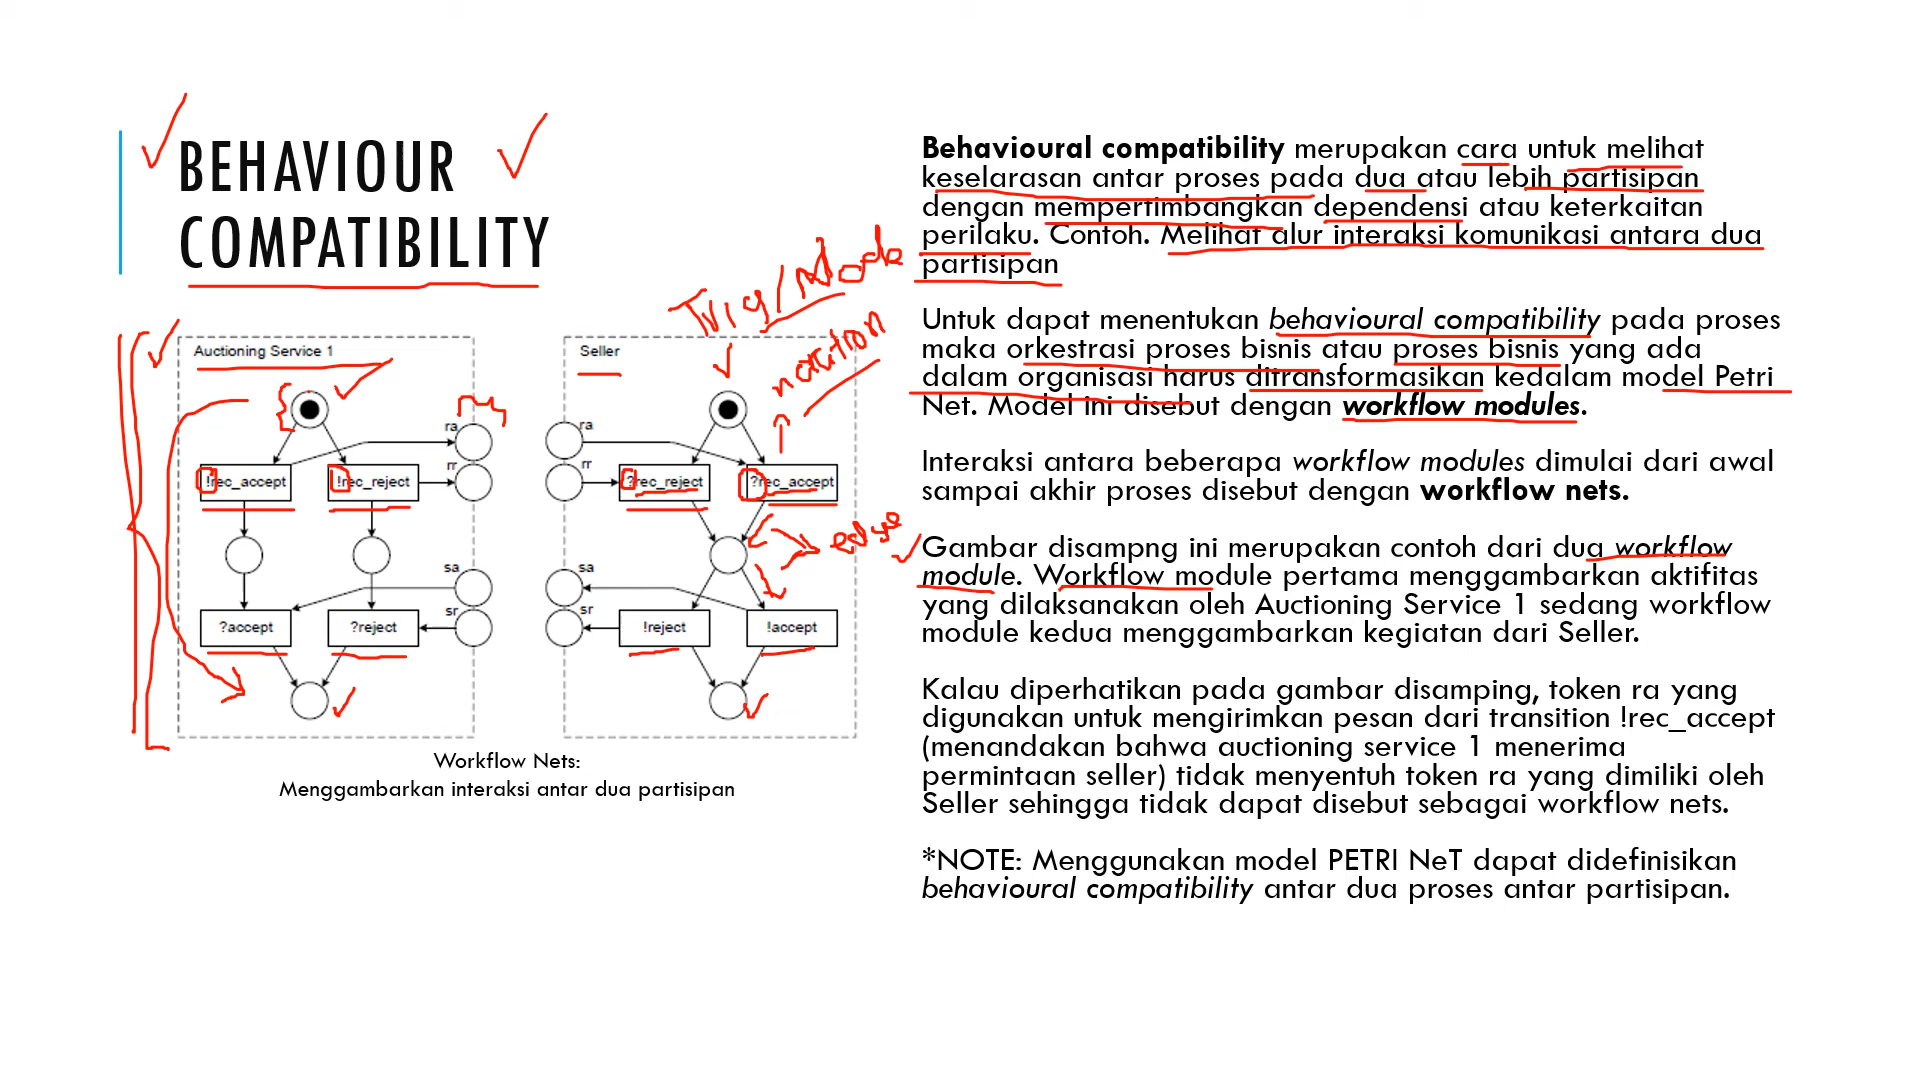 BEHAVIOUR
COMPATIBILITY
Trig/Node
notation
edge
Auctioning Service 1
ra
rr
!rec_accept
!rec_reject
sa
sr
?accept
?reject
Seller
ra
rr
?rec_reject
?rec_accept
sa
sr
!reject
!accept
Workflow Nets:
Menggambarkan interaksi antar dua partisipan
Behavioural compatibility merupakan cara untuk melihat
keselarasan antar proses pada dua atau lebih partisipan
dengan mempertimbangkan dependensi atau keterkaitan
perilaku. Contoh. Melihat alur interaksi komunikasi antara dua
partisipan
Untuk dapat menentukan behavioural compatibility pada proses
maka orkestrasi proses bisnis atau proses bisnis yang ada
dalam organisasi harus ditransformasikan kedalam model Petri
Net. Model ini disebut dengan workflow modules.
Interaksi antara beberapa workflow modules dimulai dari awal
sampai akhir proses disebut dengan workflow nets.
Gambar disampng ini merupakan contoh dari dua workflow
module. Workflow module pertama menggambarkan aktifitas
yang dilaksanakan oleh Auctioning Service 1 sedang workflow
module kedua menggambarkan kegiatan dari Seller.
Kalau diperhatikan pada gambar disamping, token ra yang
digunakan untuk mengirimkan pesan dari transition !rec_accept
(menandakan bahwa auctioning service 1 menerima
permintaan seller) tidak menyentuh token ra yang dimiliki oleh
Seller sehingga tidak dapat disebut sebagai workflow nets.
*NOTE: Menggunakan model PETRI NeT dapat didefinisikan
behavioural compatibility antar dua proses antar partisipan.